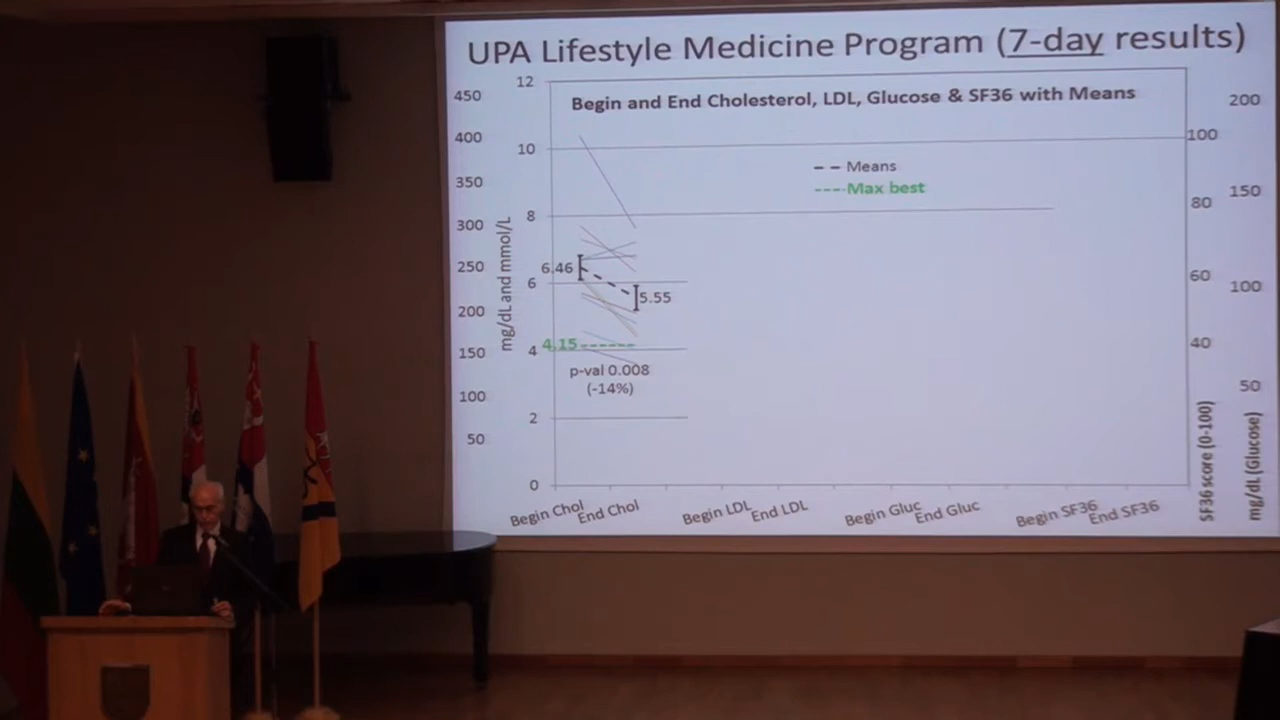 UPA Lifestyle Medicine Program (7-day results)
Begin and End Cholesterol, LDL, Glucose & SF36 with Means
Means
Max best
450
400
350
300
250
200
150
100
50
mg/dL and mmol/L
12
10
8
6
4
2
0
6.46
5.55
4.15
p-val 0.008
(-14%)
Begin Chol
End Chol
Begin LDL
End LDL
Begin Gluc
End Gluc
Begin SF36
End SF36
100
80
60
40
SF36 score (0-100)
200
150
100
50
mg/dL (Glucose)